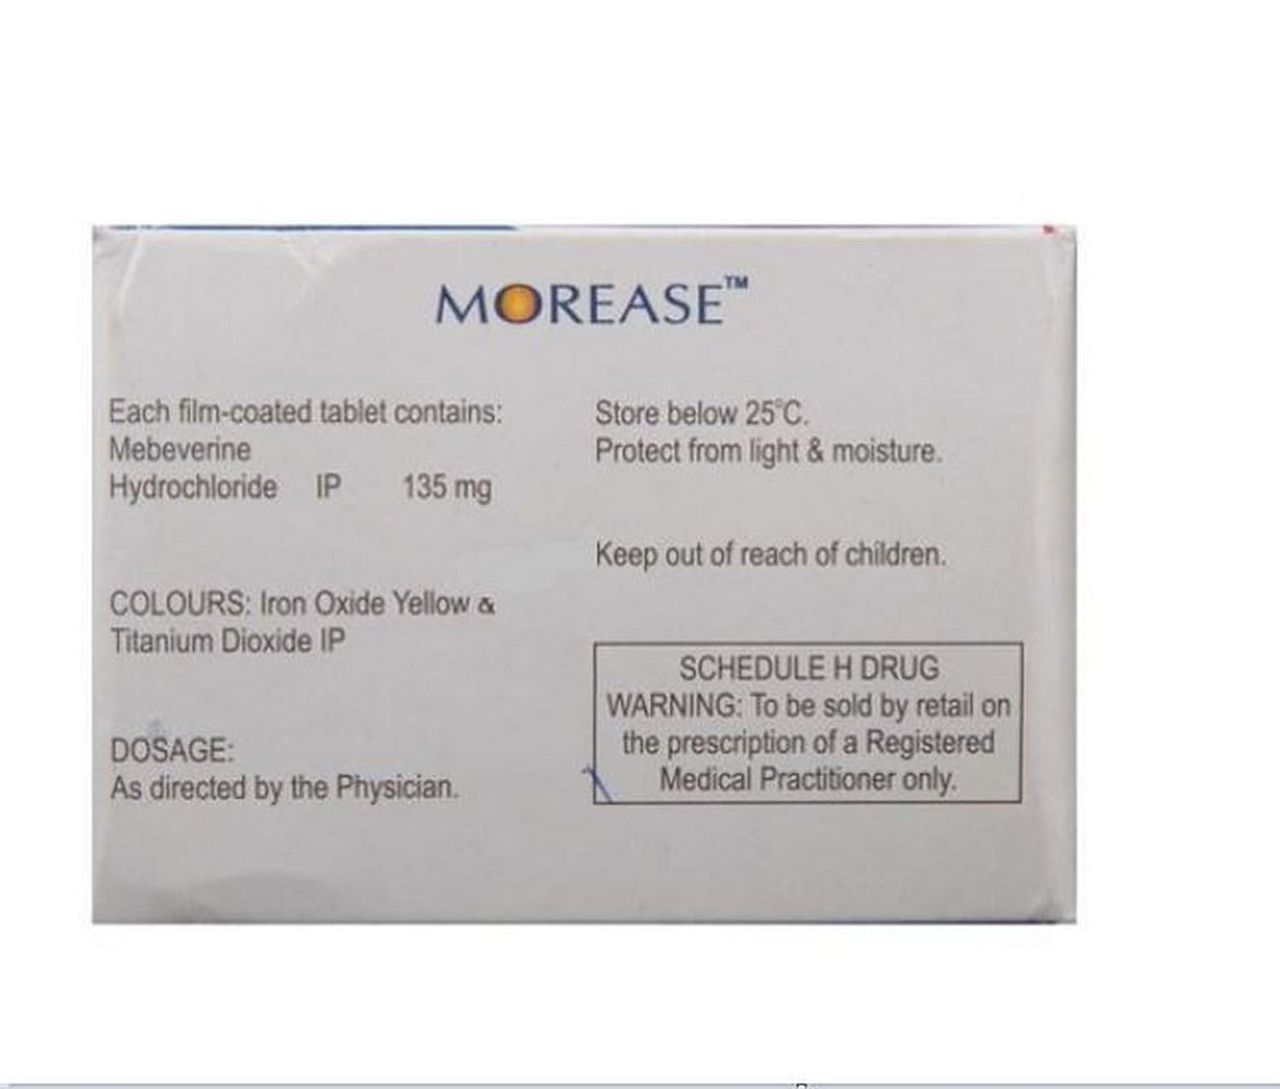 MOREASE™
Each film-coated tablet contains:
Mebeverine
Hydrochloride IP 135 mg
COLOURS: Iron Oxide Yellow &
Titanium Dioxide IP
DOSAGE:
As directed by the Physician.
Store below 25°C.
Protect from light & moisture.
Keep out of reach of children.
SCHEDULE H DRUG
WARNING: To be sold by retail on
the prescription of a Registered
Medical Practitioner only.